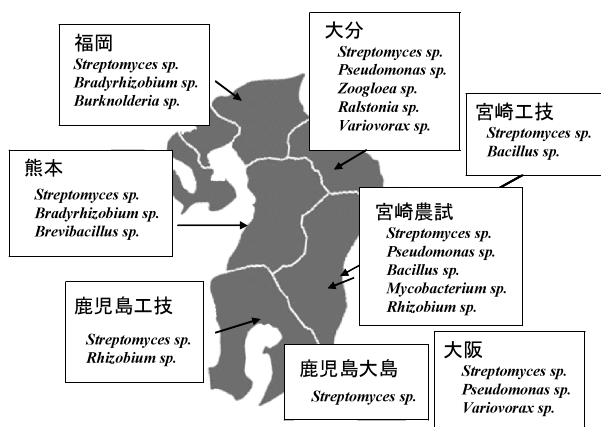 福岡
Streptomyces sp.
Bradyrhizobium sp.
Burknolderia sp.
大分
Streptomyces sp.
Pseudomonas sp.
Zoogloea sp.
Ralstonia sp.
Variovorax sp.
宮崎工技
Streptomyces sp.
Bacillus sp.
熊本
Streptomyces sp.
Bradyrhizobium sp.
Brevibacillus sp.
宮崎農試
Streptomyces sp.
Pseudomonas sp.
Bacillus sp.
Mycobacterium sp.
Rhizobium sp.
鹿児島工技
Streptomyces sp.
Rhizobium sp.
鹿児島大島
Streptomyces sp.
大阪
Streptomyces sp.
Pseudomonas sp.
Variovorax sp.